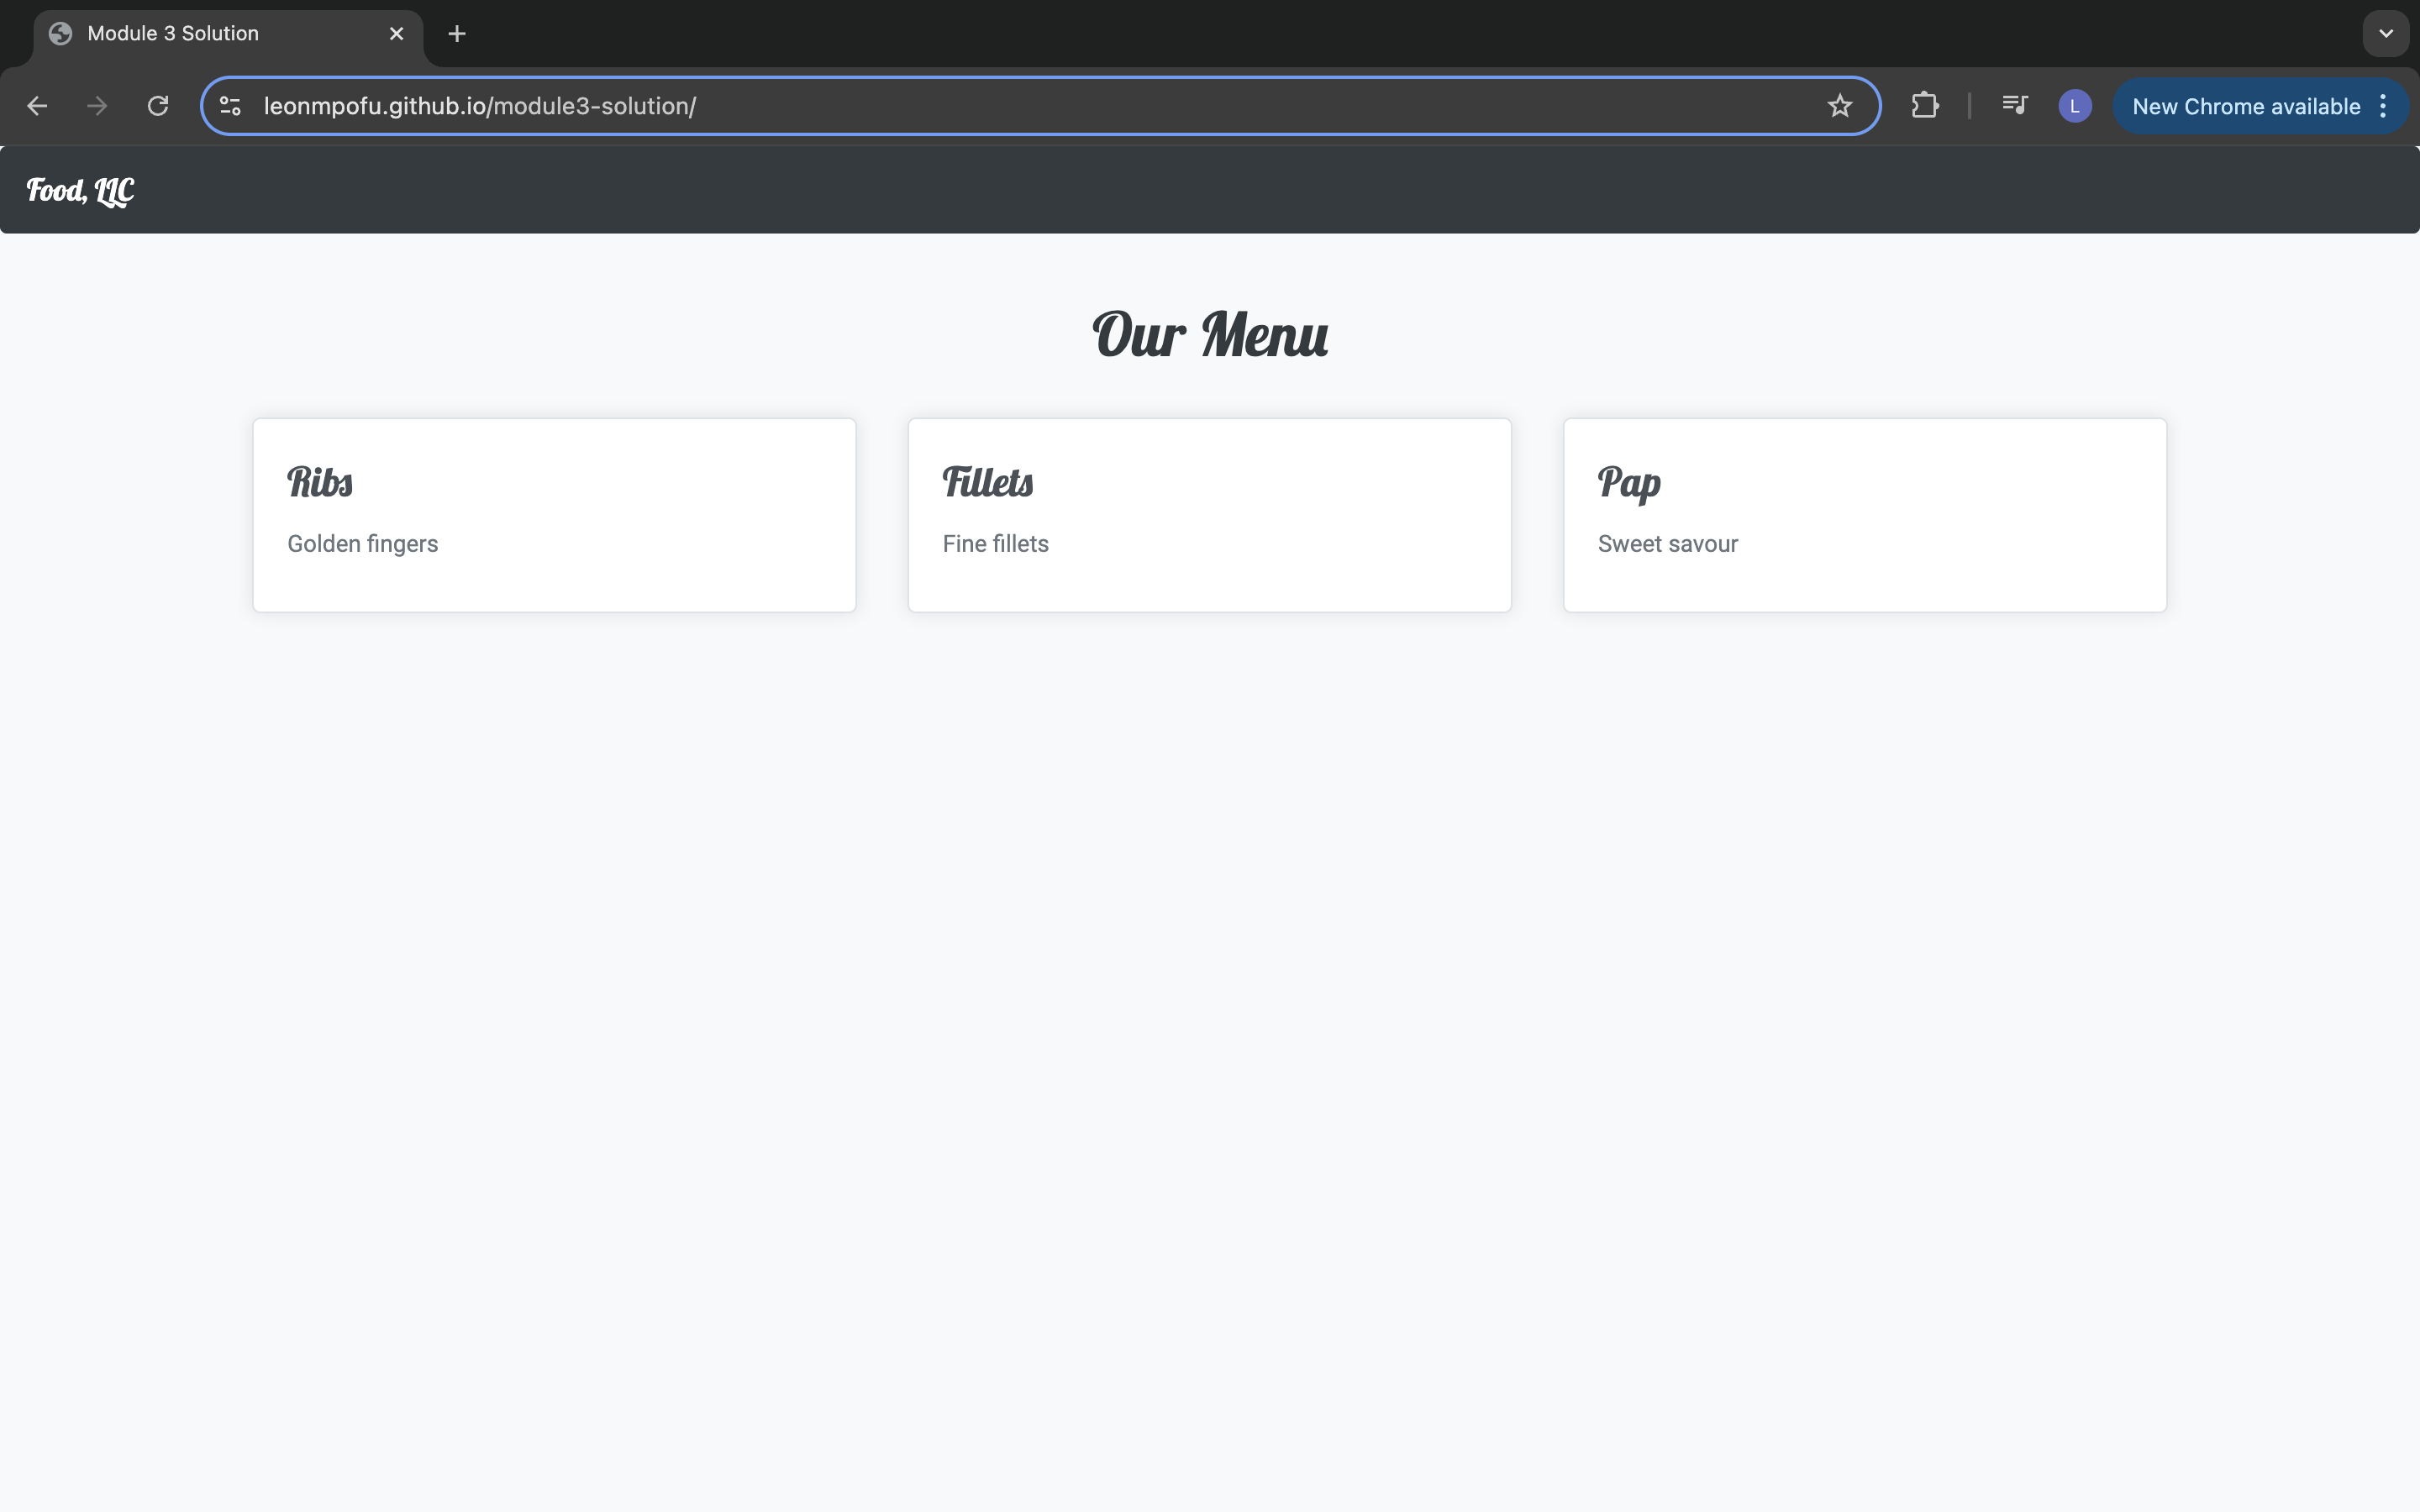 Module 3 Solution
leonmpofu.github.io/module3-solution/
L
New Chrome available
Food, LLC
Our Menu
Ribs
Golden fingers
Fillets
Fine fillets
Pap
Sweet savour